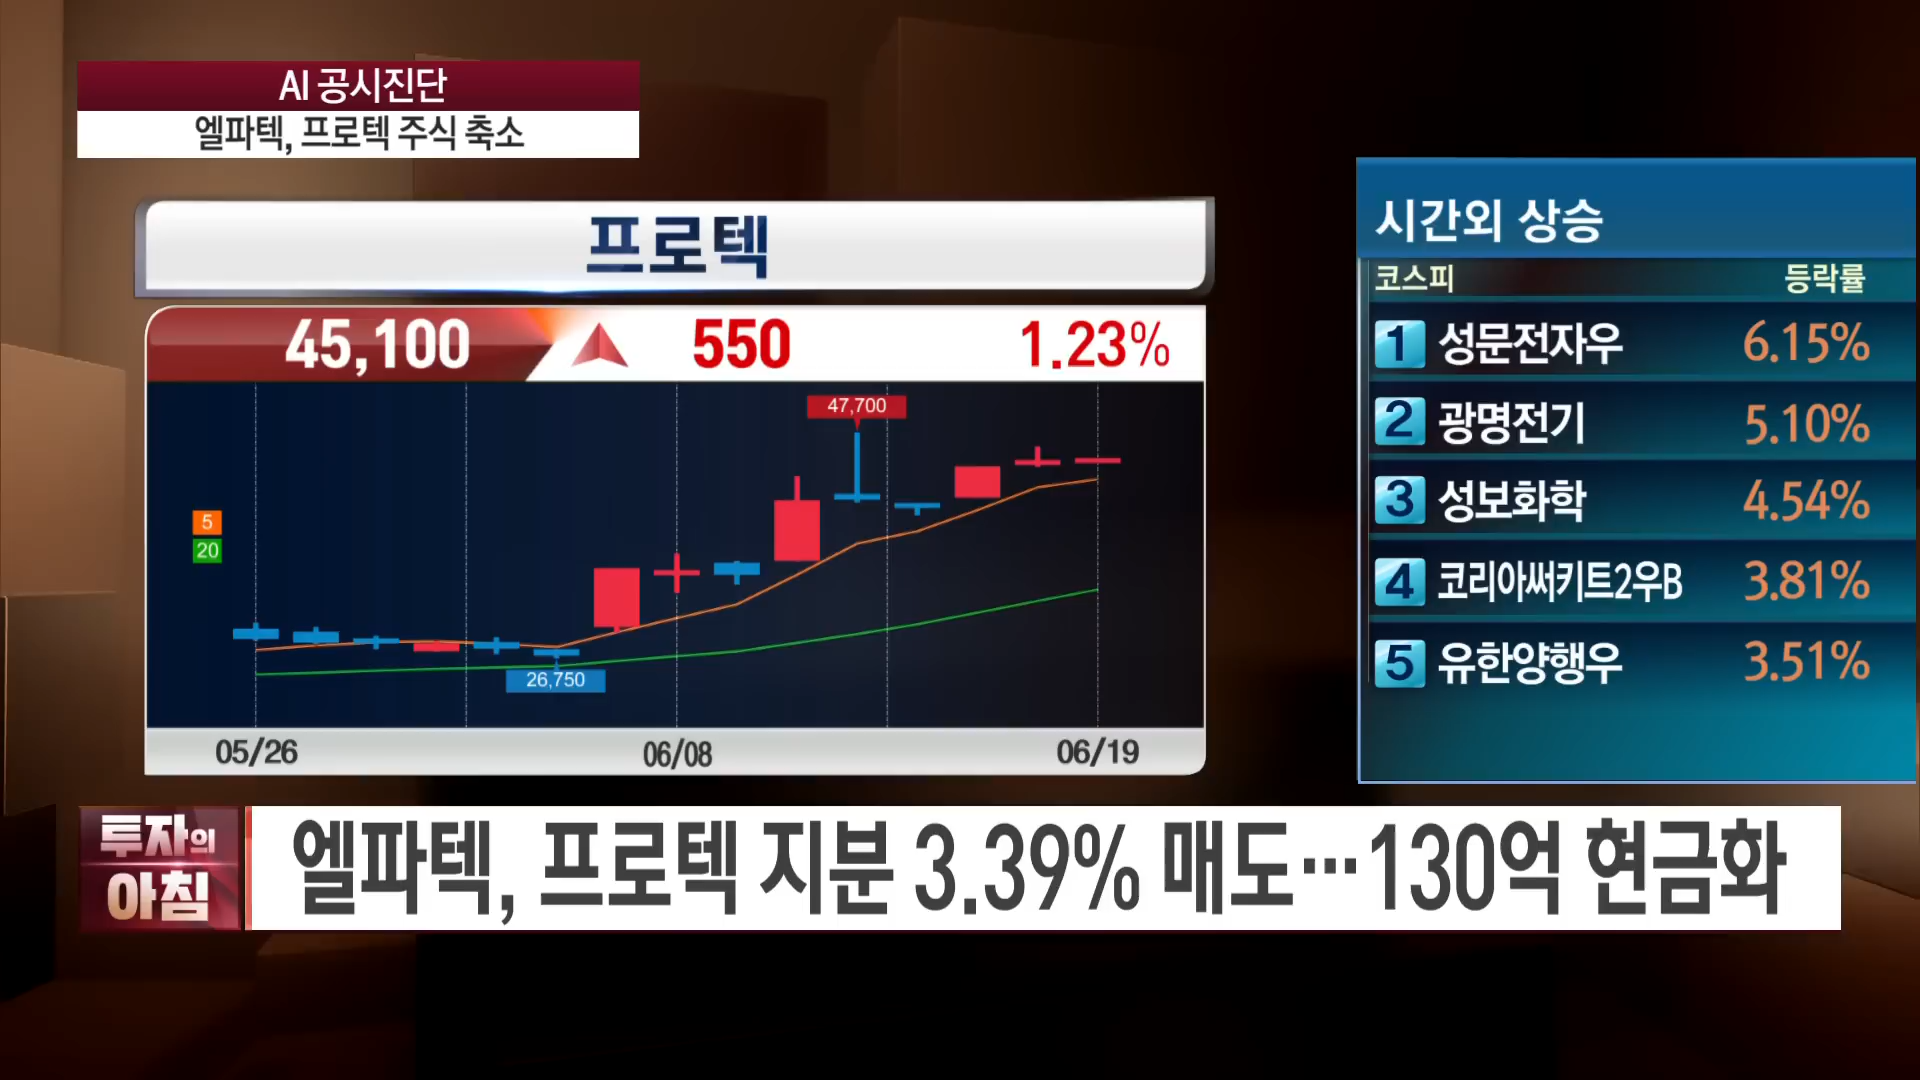 AI 공시진단
엘파텍, 프로텍 주식 축소
프로텍
45,100 550 1.23%
47,700
5
20
26,750
05/26 06/08 06/19
시간외 상승
코스피 등락률
1 성문전자우 6.15%
2 광명전기 5.10%
3 성보화학 4.54%
4 코리아써키트2우B 3.81%
5 유한양행우 3.51%
투자의
아침
엘파텍, 프로텍 지분 3.39% 매도…130억 현금화